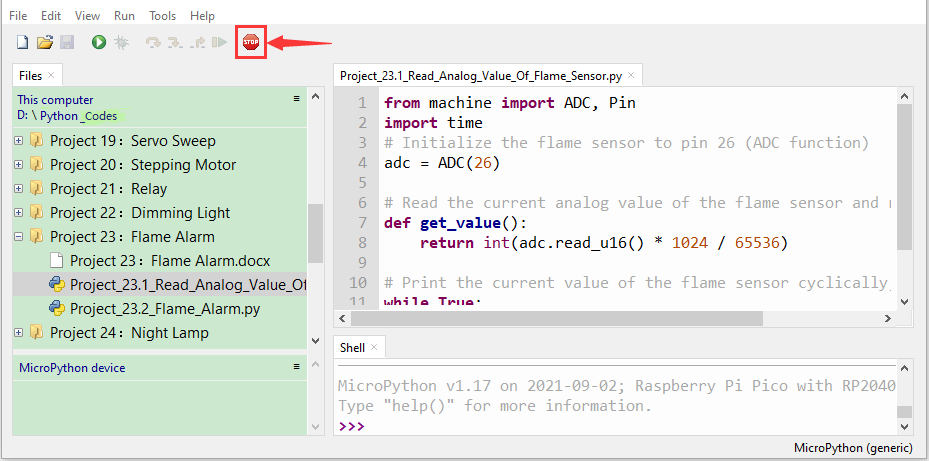 File Edit View Run Tools Help
STOP
Files
This computer
D: \ Python _Codes
Project 19：Servo Sweep
Project 20：Stepping Motor
Project 21：Relay
Project 22：Dimming Light
Project 23：Flame Alarm
Project 23：Flame Alarm.docx
Project_23.1_Read_Analog_Value_Of
Project_23.2_Flame_Alarm.py
Project 24：Night Lamp
MicroPython device
Project_23.1_Read_Analog_Value_Of_Flame_Sensor.py
1 from machine import ADC, Pin
2 import time
3 # Initialize the flame sensor to pin 26 (ADC function)
4 adc = ADC(26)
5
6 # Read the current analog value of the flame sensor and
7 def get_value():
8 return int(adc.read_u16() * 1024 / 65536)
9
10 # Print the current value of the flame sensor cyclically,
11 while True:
Shell
MicroPython v1.17 on 2021-09-02; Raspberry Pi Pico with RP2040
Type "help()" for more information.
>>>
MicroPython (generic)